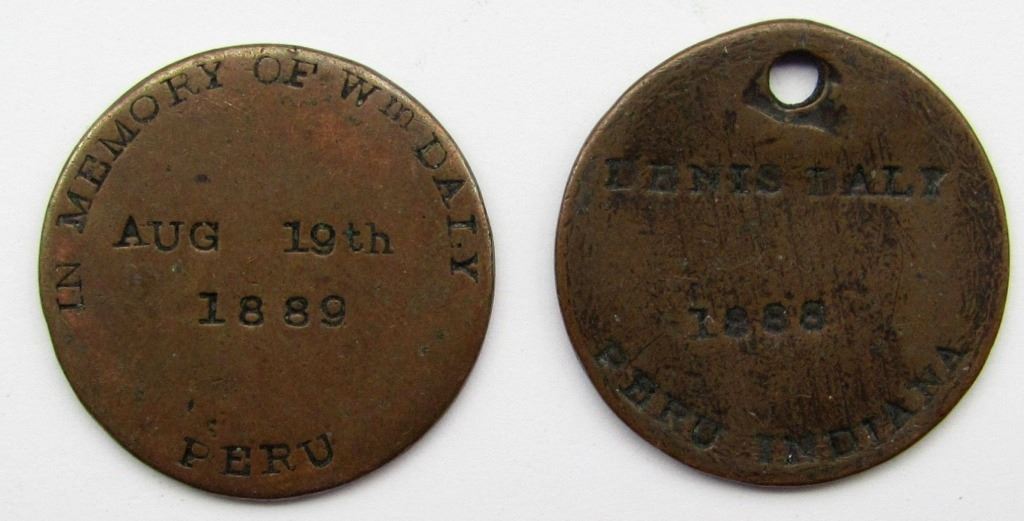 IN MEMORY OF Wm DALY
AUG 19th
1889
PERU
DENIS DALY
1888
PERU INDIANA